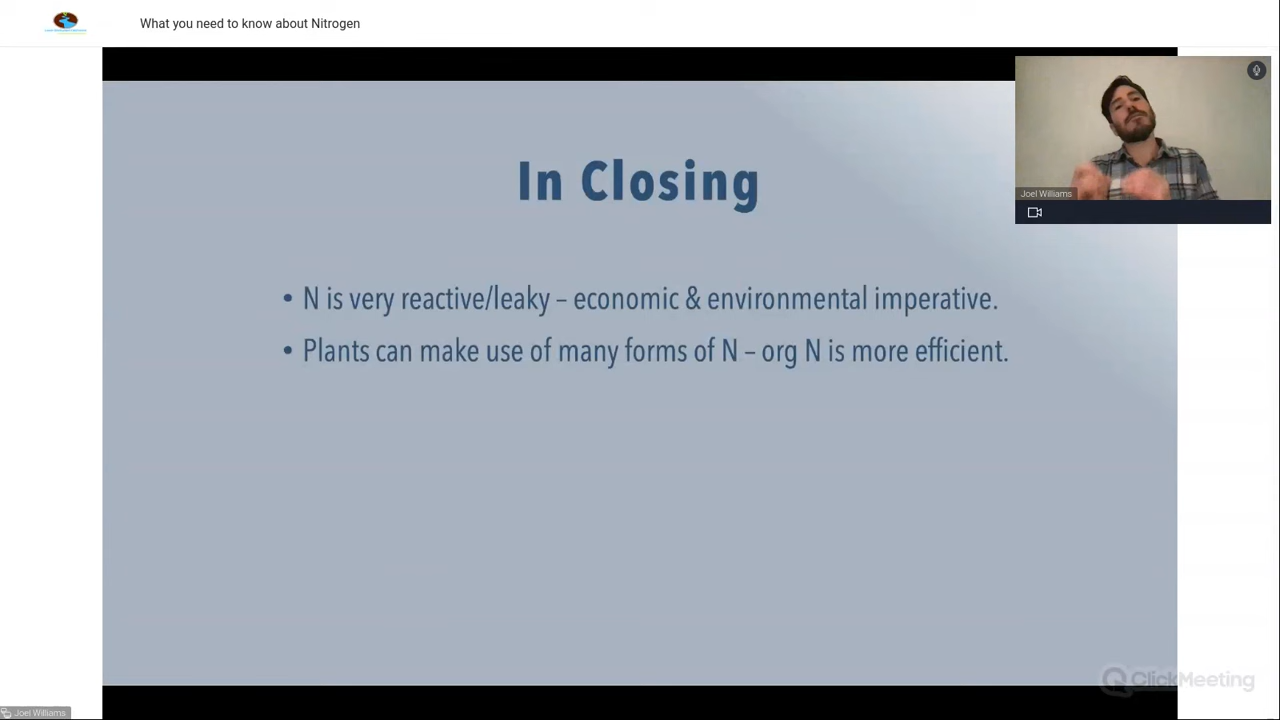 What you need to know about Nitrogen
Joel Williams
In Closing
• N is very reactive/leaky – economic & environmental imperative.
• Plants can make use of many forms of N – org N is more efficient.
ClickMeeting
Joel Williams